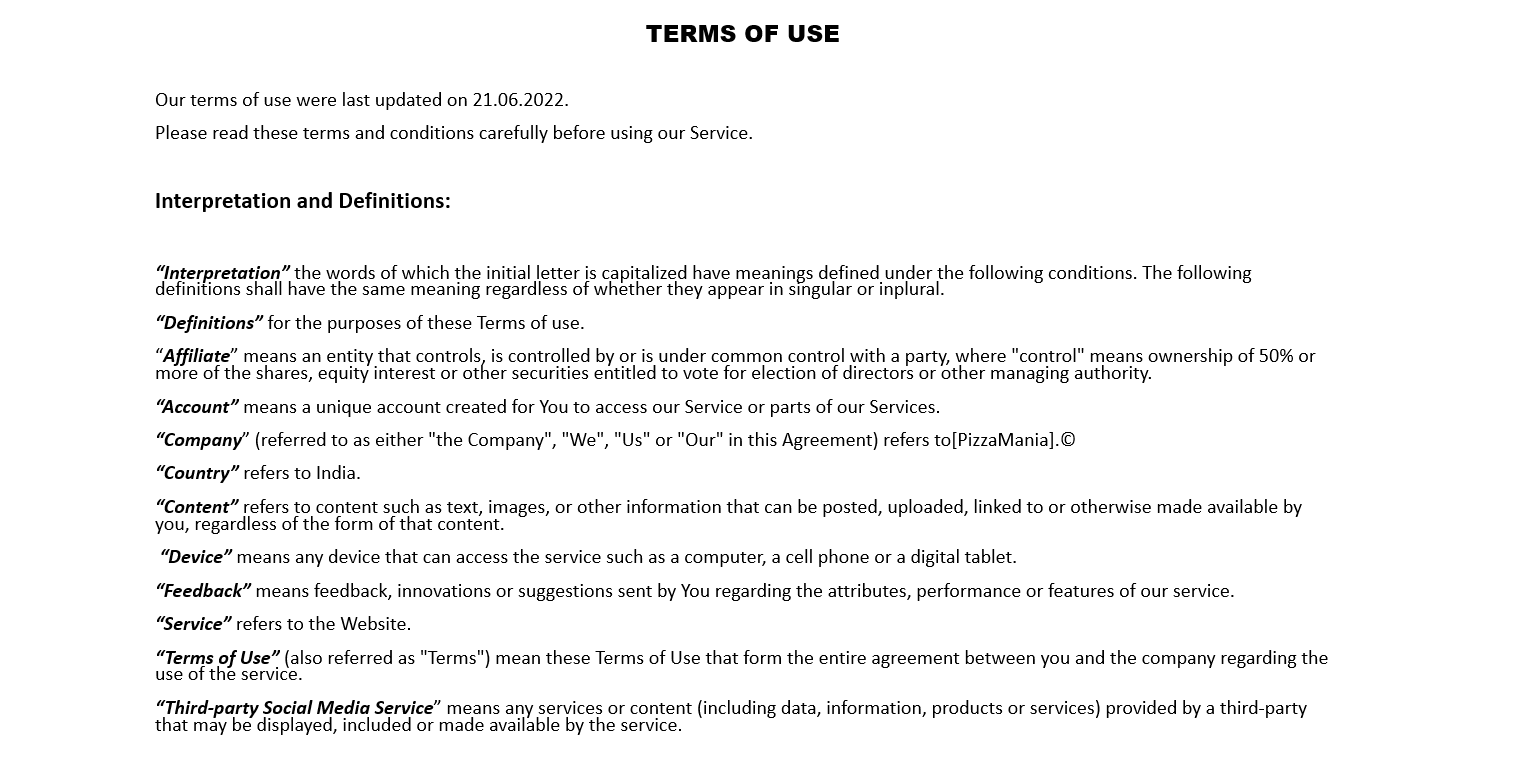 TERMS OF USE
Our terms of use were last updated on 21.06.2022.
Please read these terms and conditions carefully before using our Service.
Interpretation and Definitions:
“Interpretation” the words of which the initial letter is capitalized have meanings defined under the following conditions. The following
definitions shall have the same meaning regardless of whether they appear in singular or inplural.
“Definitions” for the purposes of these Terms of use.
“Affiliate” means an entity that controls, is controlled by or is under common control with a party, where "control" means ownership of 50% or
more of the shares, equity interest or other securities entitled to vote for election of directors or other managing authority.
“Account” means a unique account created for You to access our Service or parts of our Services.
“Company” (referred to as either "the Company", "We", "Us" or "Our" in this Agreement) refers to[PizzaMania].©
“Country” refers to India.
“Content” refers to content such as text, images, or other information that can be posted, uploaded, linked to or otherwise made available by
you, regardless of the form of that content.
“Device” means any device that can access the service such as a computer, a cell phone or a digital tablet.
“Feedback” means feedback, innovations or suggestions sent by You regarding the attributes, performance or features of our service.
“Service” refers to the Website.
“Terms of Use” (also referred as "Terms") mean these Terms of Use that form the entire agreement between you and the company regarding the
use of the service.
“Third-party Social Media Service” means any services or content (including data, information, products or services) provided by a third-party
that may be displayed, included or made available by the service.